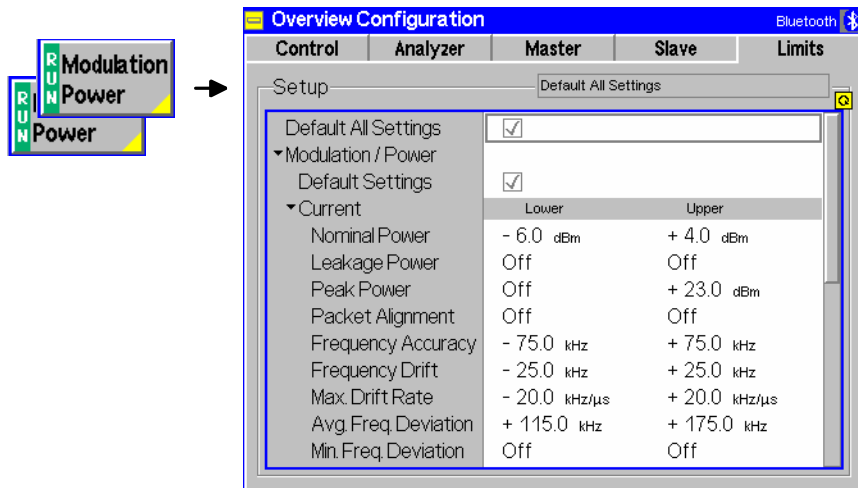 Overview Configuration Bluetooth
Control Analyzer Master Slave Limits
RUN Modulation
Power
RUN
Power
Setup Default All Settings
Default All Settings
Modulation / Power
Default Settings
Current Lower Upper
Nominal Power - 6.0 dBm + 4.0 dBm
Leakage Power Off Off
Peak Power Off + 23.0 dBm
Packet Alignment Off Off
Frequency Accuracy - 75.0 kHz + 75.0 kHz
Frequency Drift - 25.0 kHz + 25.0 kHz
Max. Drift Rate - 20.0 kHz/µs + 20.0 kHz/µs
Avg. Freq. Deviation + 115.0 kHz + 175.0 kHz
Min. Freq. Deviation Off Off